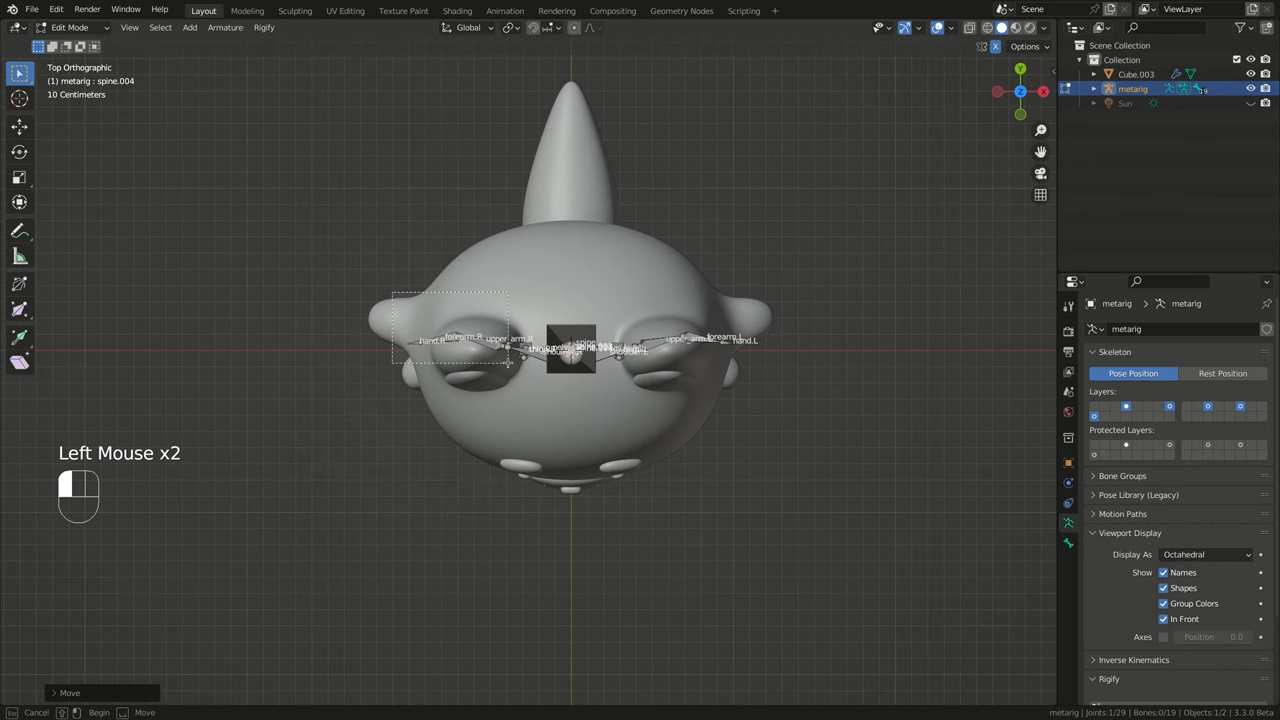 File Edit Render Window Help
Layout Modeling Sculpting UV Editing Texture Paint Shading Animation Rendering Compositing Geometry Nodes Scripting +
Scene
ViewLayer
Edit Mode View Select Add Armature Rigify
Global
Options
Top Orthographic
(1) metarig : spine.004
10 Centimeters
Y
X
Z
hand.R
forearm.R
upper_arm.R
spine.003
shoulder.L
upper_arm.L
forearm.L
hand.L
Left Mouse x2
Move
Scene Collection
Collection
Cube.003
metarig
19
Sun
metarig
metarig
metarig
Skeleton
Pose Position
Rest Position
Layers:
Protected Layers:
Bone Groups
Pose Library (Legacy)
Motion Paths
Viewport Display
Display As Octahedral
Show Names
Shapes
Group Colors
In Front
Axes Position 0.0
Inverse Kinematics
Rigify
Cancel Begin Move
metarig | Joints:1/29 | Bones:0/19 | Objects:1/2 | 3.3.0 Beta